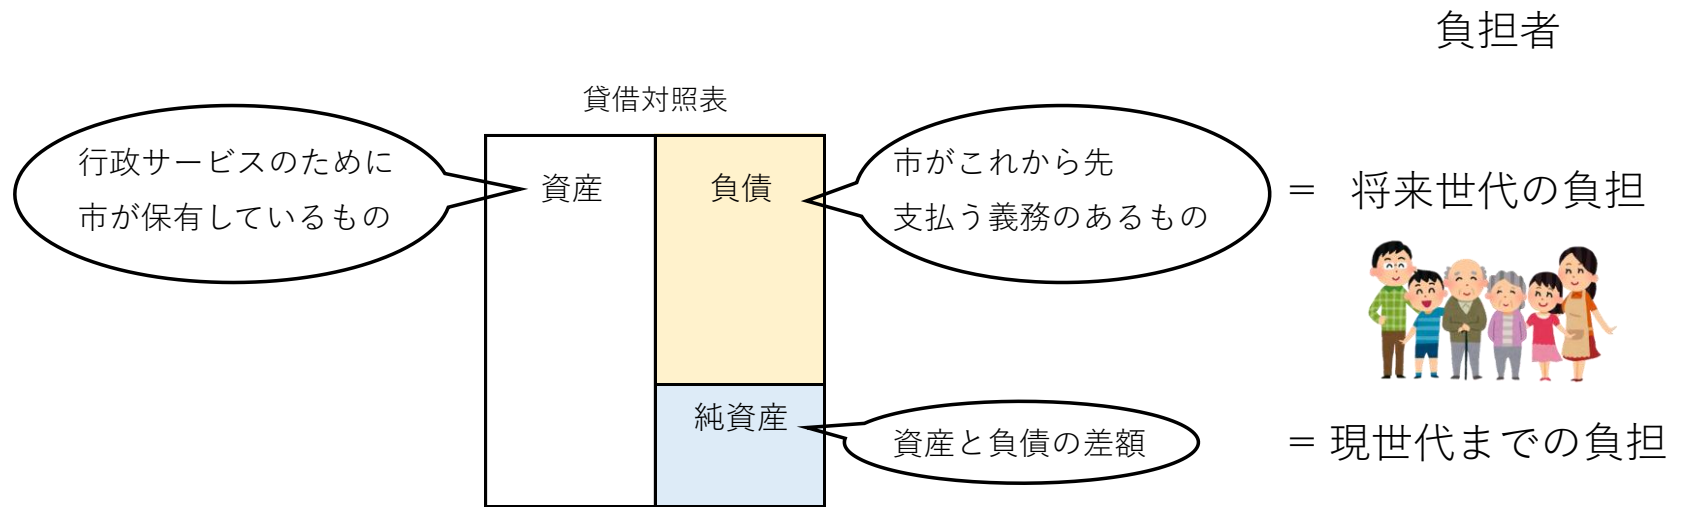 負担者
貸借対照表
行政サービスのために
市が保有しているもの
資産
負債
市がこれから先
支払う義務のあるもの
= 将来世代の負担
純資産
資産と負債の差額
= 現世代までの負担